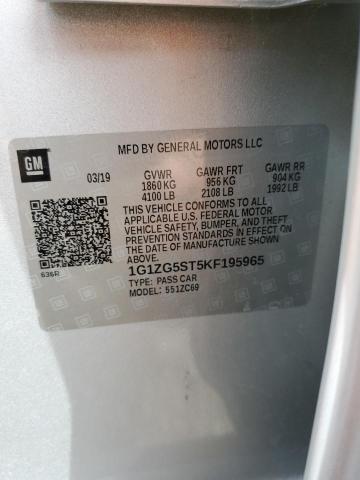 MFD BY GENERAL MOTORS LLC
GM
03/19 GVWR GAWR FRT GAWR RR
1860 KG 956 KG 904 KG
4100 LB 2108 LB 1992 LB
THIS VEHICLE CONFORMS TO ALL APPLICABLE
U.S. FEDERAL MOTOR
VEHICLE SAFETY, BUMPER, AND THEFT
PREVENTION STANDARDS IN EFFECT ON
THE DATE OF MANUFACTURE SHOWN
ABOVE.
636R
1G1ZG5ST5KF195965
TYPE: PASS CAR
MODEL: 551ZC69